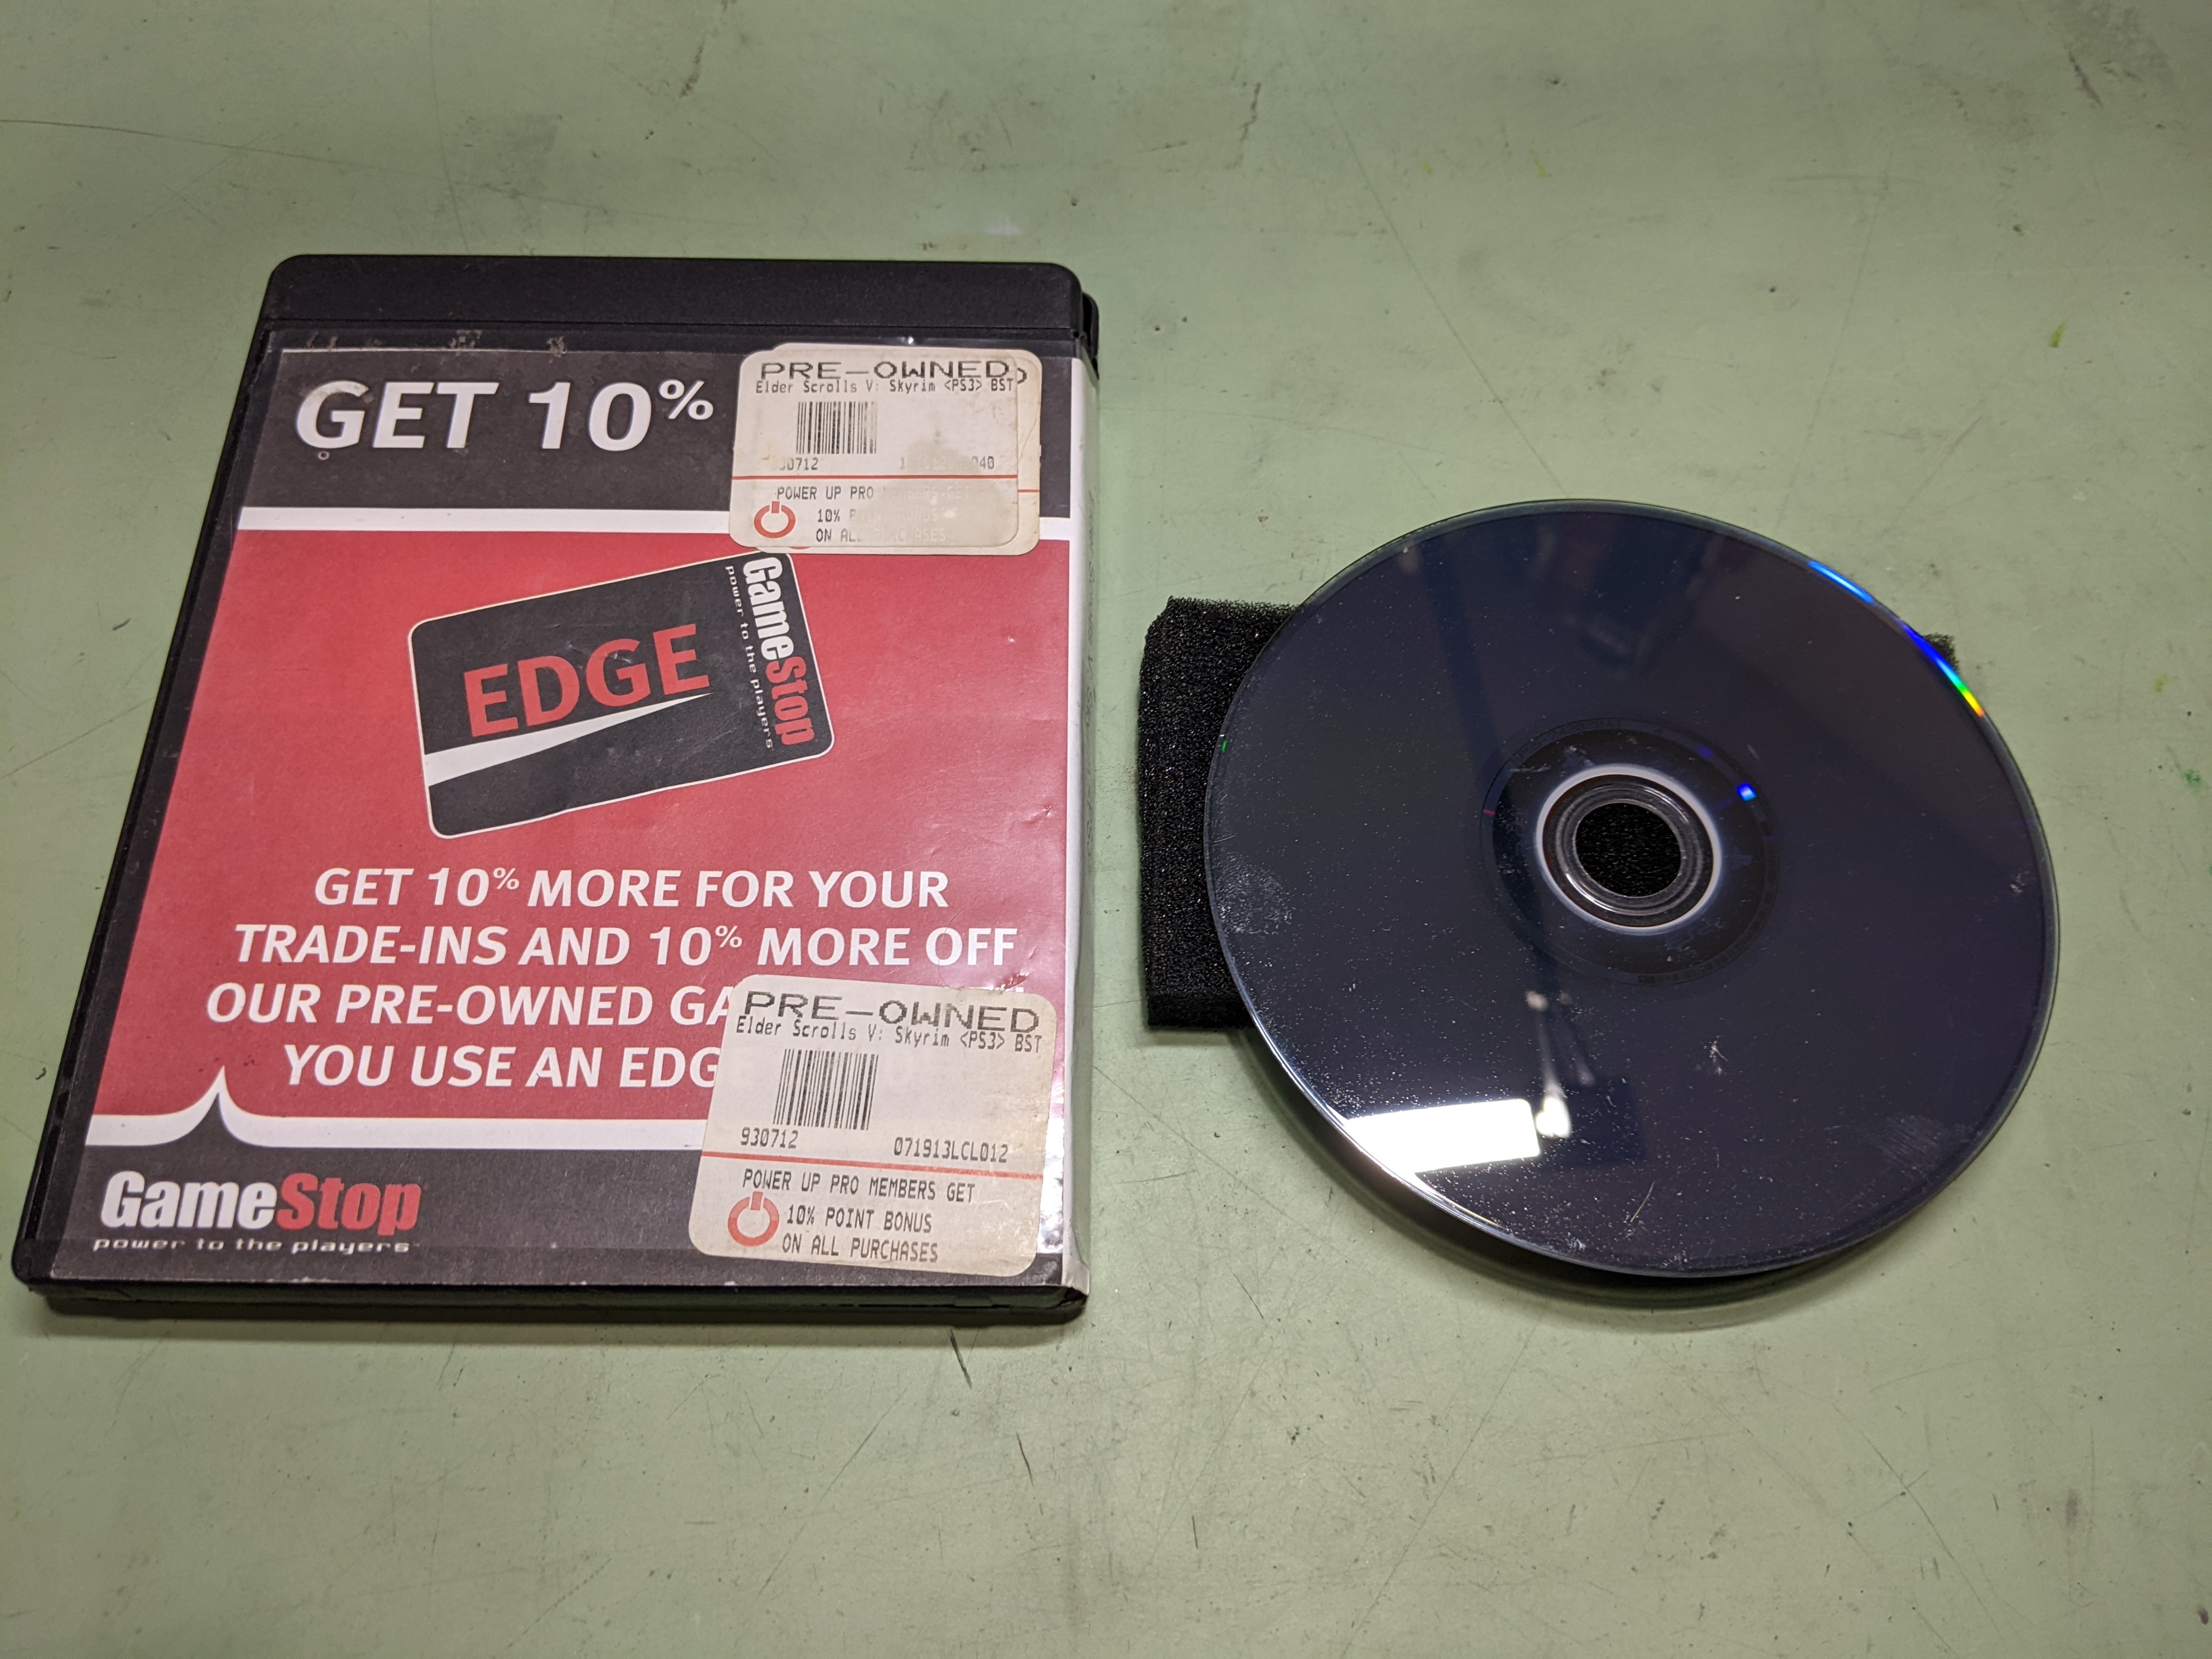 GET 10%
PRE-OWNED
Elder Scrolls V: Skyrim <PS3> BST
30712
040
POWER UP PRO
10%
ON ALL PURCHASES
EDGE
GameStop
power to the players
GET 10% MORE FOR YOUR
TRADE-INS AND 10% MORE OFF
OUR PRE-OWNED GA
YOU USE AN EDG
PRE-OWNED
Elder Scrolls V: Skyrim <PS3> BST
930712
071913LCL012
POWER UP PRO MEMBERS GET
10% POINT BONUS
ON ALL PURCHASES
GameStop
power to the players